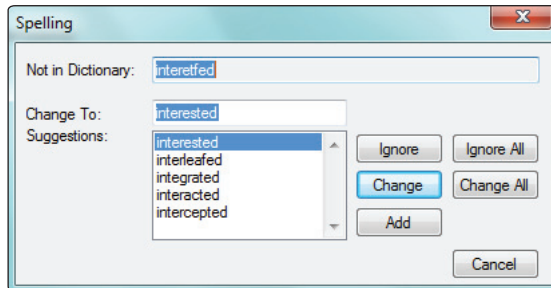 Spelling
X
Not in Dictionary: interetfed
Change To: interested
Suggestions:
interested
interleafed
integrated
interacted
intercepted
Ignore Ignore All
Change Change All
Add
Cancel